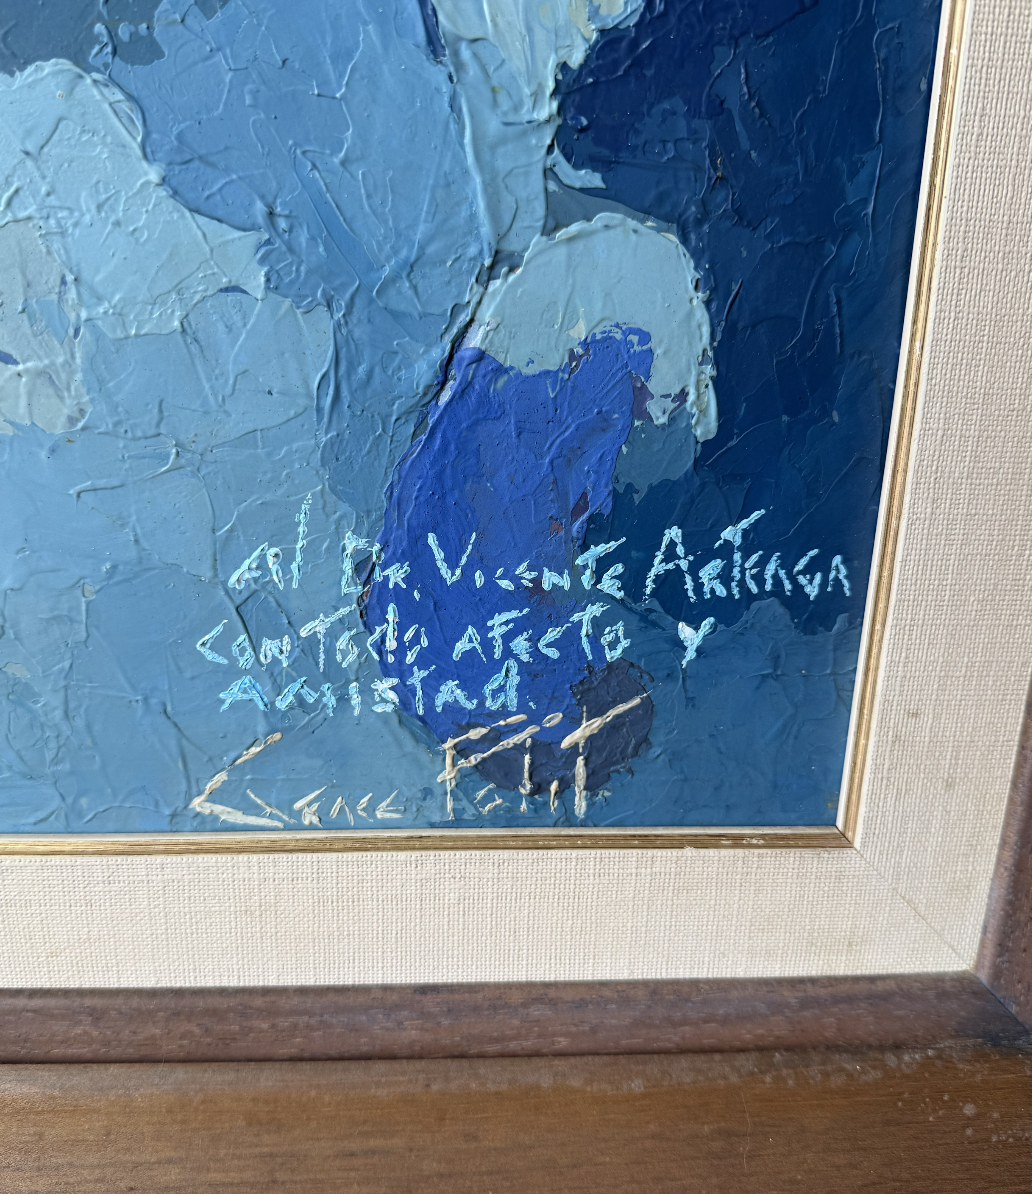 al Dr. Vicente Arteaga
con todo afecto y
Amistad.